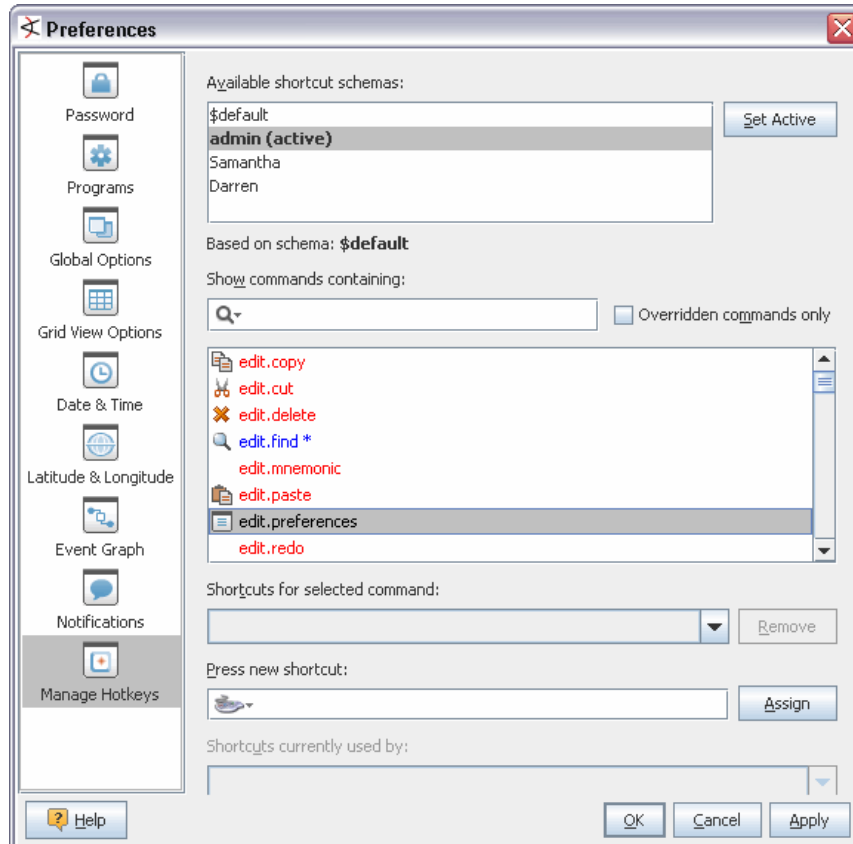 Preferences
Password
Programs
Global Options
Grid View Options
Date & Time
Latitude & Longitude
Event Graph
Notifications
Manage Hotkeys
Available shortcut schemas:
$default
admin (active)
Samantha
Darren
Set Active
Based on schema: $default
Show commands containing:
Overridden commands only
edit.copy
edit.cut
edit.delete
edit.find *
edit.mnemonic
edit.paste
edit.preferences
edit.redo
Shortcuts for selected command:
Remove
Press new shortcut:
Assign
Shortcuts currently used by:
Help
OK
Cancel
Apply